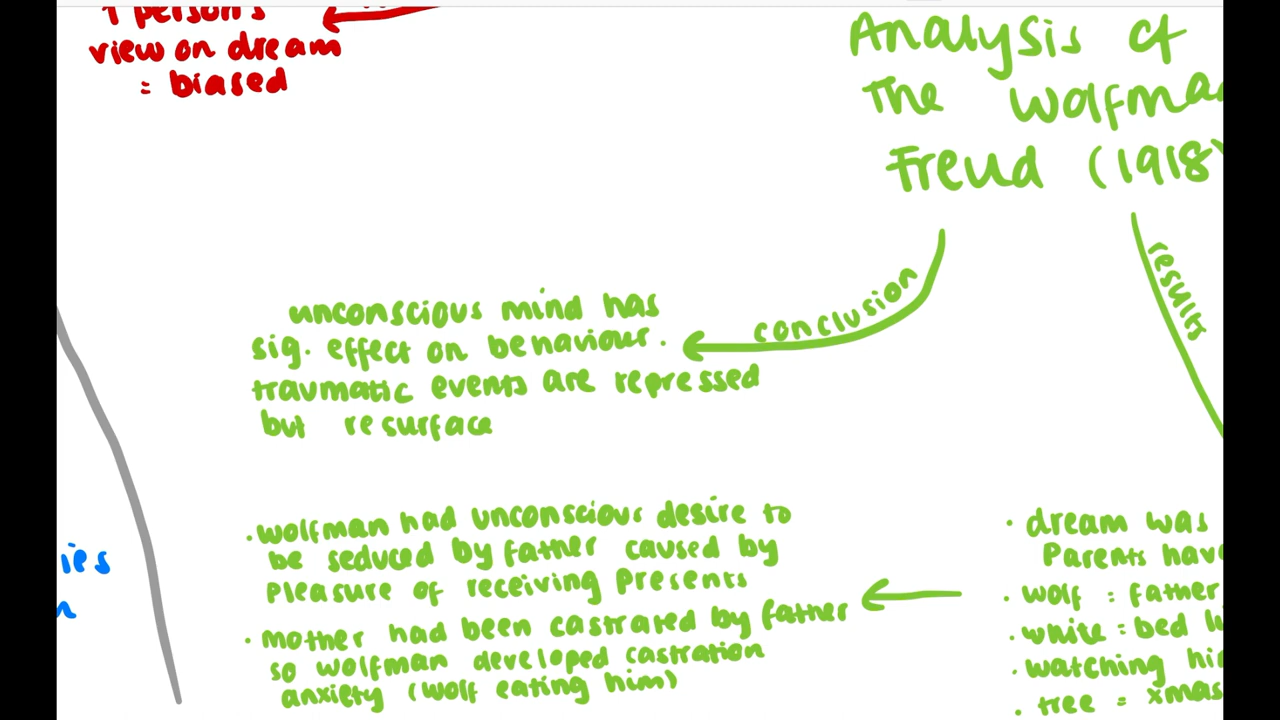 1 person's
view on dream
= biased
Analysis of
The Wolfma
Freud (1918)
conclusion
results
unconscious mind has
sig. effect on behaviour.
traumatic events are repressed
but resurface
• wolfman had unconscious desire to
be seduced by father caused by
pleasure of receiving presents
• mother had been castrated by father
so wolfman developed castration
anxiety (wolf eating him)
• dream was
Parents hav
• wolf = father
• white = bed
• watching hi
• tree = xmas
ies